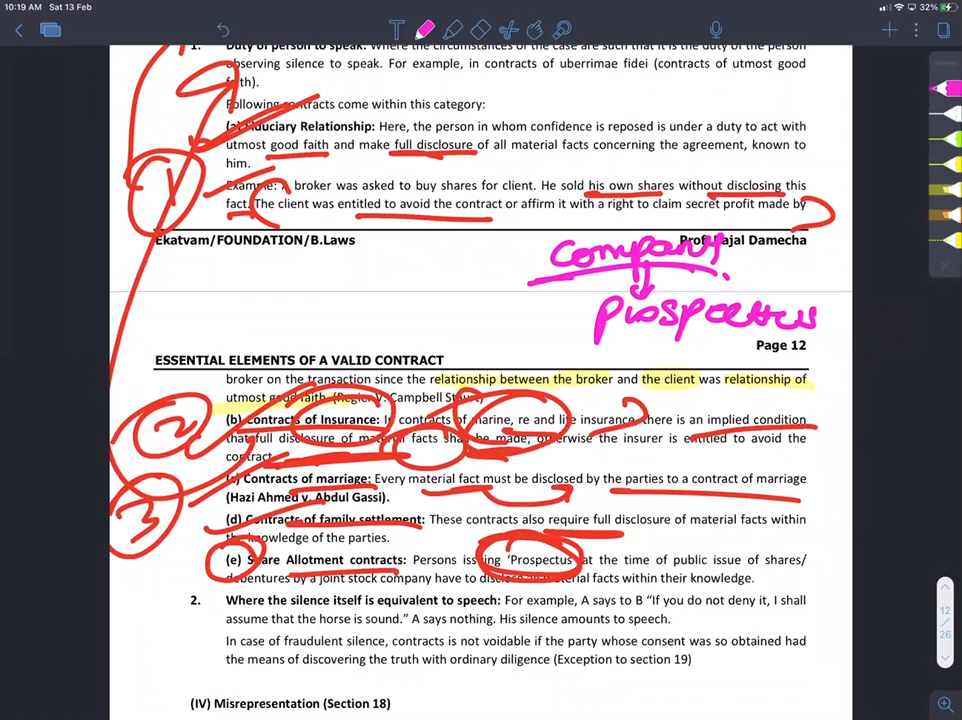 10:19 AM Sat 13 Feb
32%
1. Duty of person to speak: Where the circumstances of the case are such that it is the duty of the person
observing silence to speak. For example, in contracts of uberrimae fidei (contracts of utmost good
faith).
Following contracts come within this category:
(a) Fiduciary Relationship: Here, the person in whom confidence is reposed is under a duty to act with
utmost good faith and make full disclosure of all material facts concerning the agreement, known to
him.
Example: A broker was asked to buy shares for client. He sold his own shares without disclosing this
fact. The client was entitled to avoid the contract or affirm it with a right to claim secret profit made by
Ekatvam/FOUNDATION/B.Laws Prof. Kajal Damecha
company
prospectus
Page 12
ESSENTIAL ELEMENTS OF A VALID CONTRACT
broker on the transaction since the relationship between the broker and the client was relationship of
utmost good faith. (Regier V. Campbell Stuart)
(b) Contracts of Insurance: In contracts of marine, re and life insurance, there is an implied condition
that full disclosure of material facts shall be made, otherwise the insurer is entitled to avoid the
contract.
(c) Contracts of marriage: Every material fact must be disclosed by the parties to a contract of marriage
(Hazi Ahmed v. Abdul Gassi).
(d) Contracts of family settlement: These contracts also require full disclosure of material facts within
the knowledge of the parties.
(e) Share Allotment contracts: Persons issuing 'Prospectus' at the time of public issue of shares/
debentures by a joint stock company have to disclose all material facts within their knowledge.
2. Where the silence itself is equivalent to speech: For example, A says to B “If you do not deny it, I shall
assume that the horse is sound.” A says nothing. His silence amounts to speech.
In case of fraudulent silence, contracts is not voidable if the party whose consent was so obtained had
the means of discovering the truth with ordinary diligence (Exception to section 19)
(IV) Misrepresentation (Section 18)
1
2
3
12
26